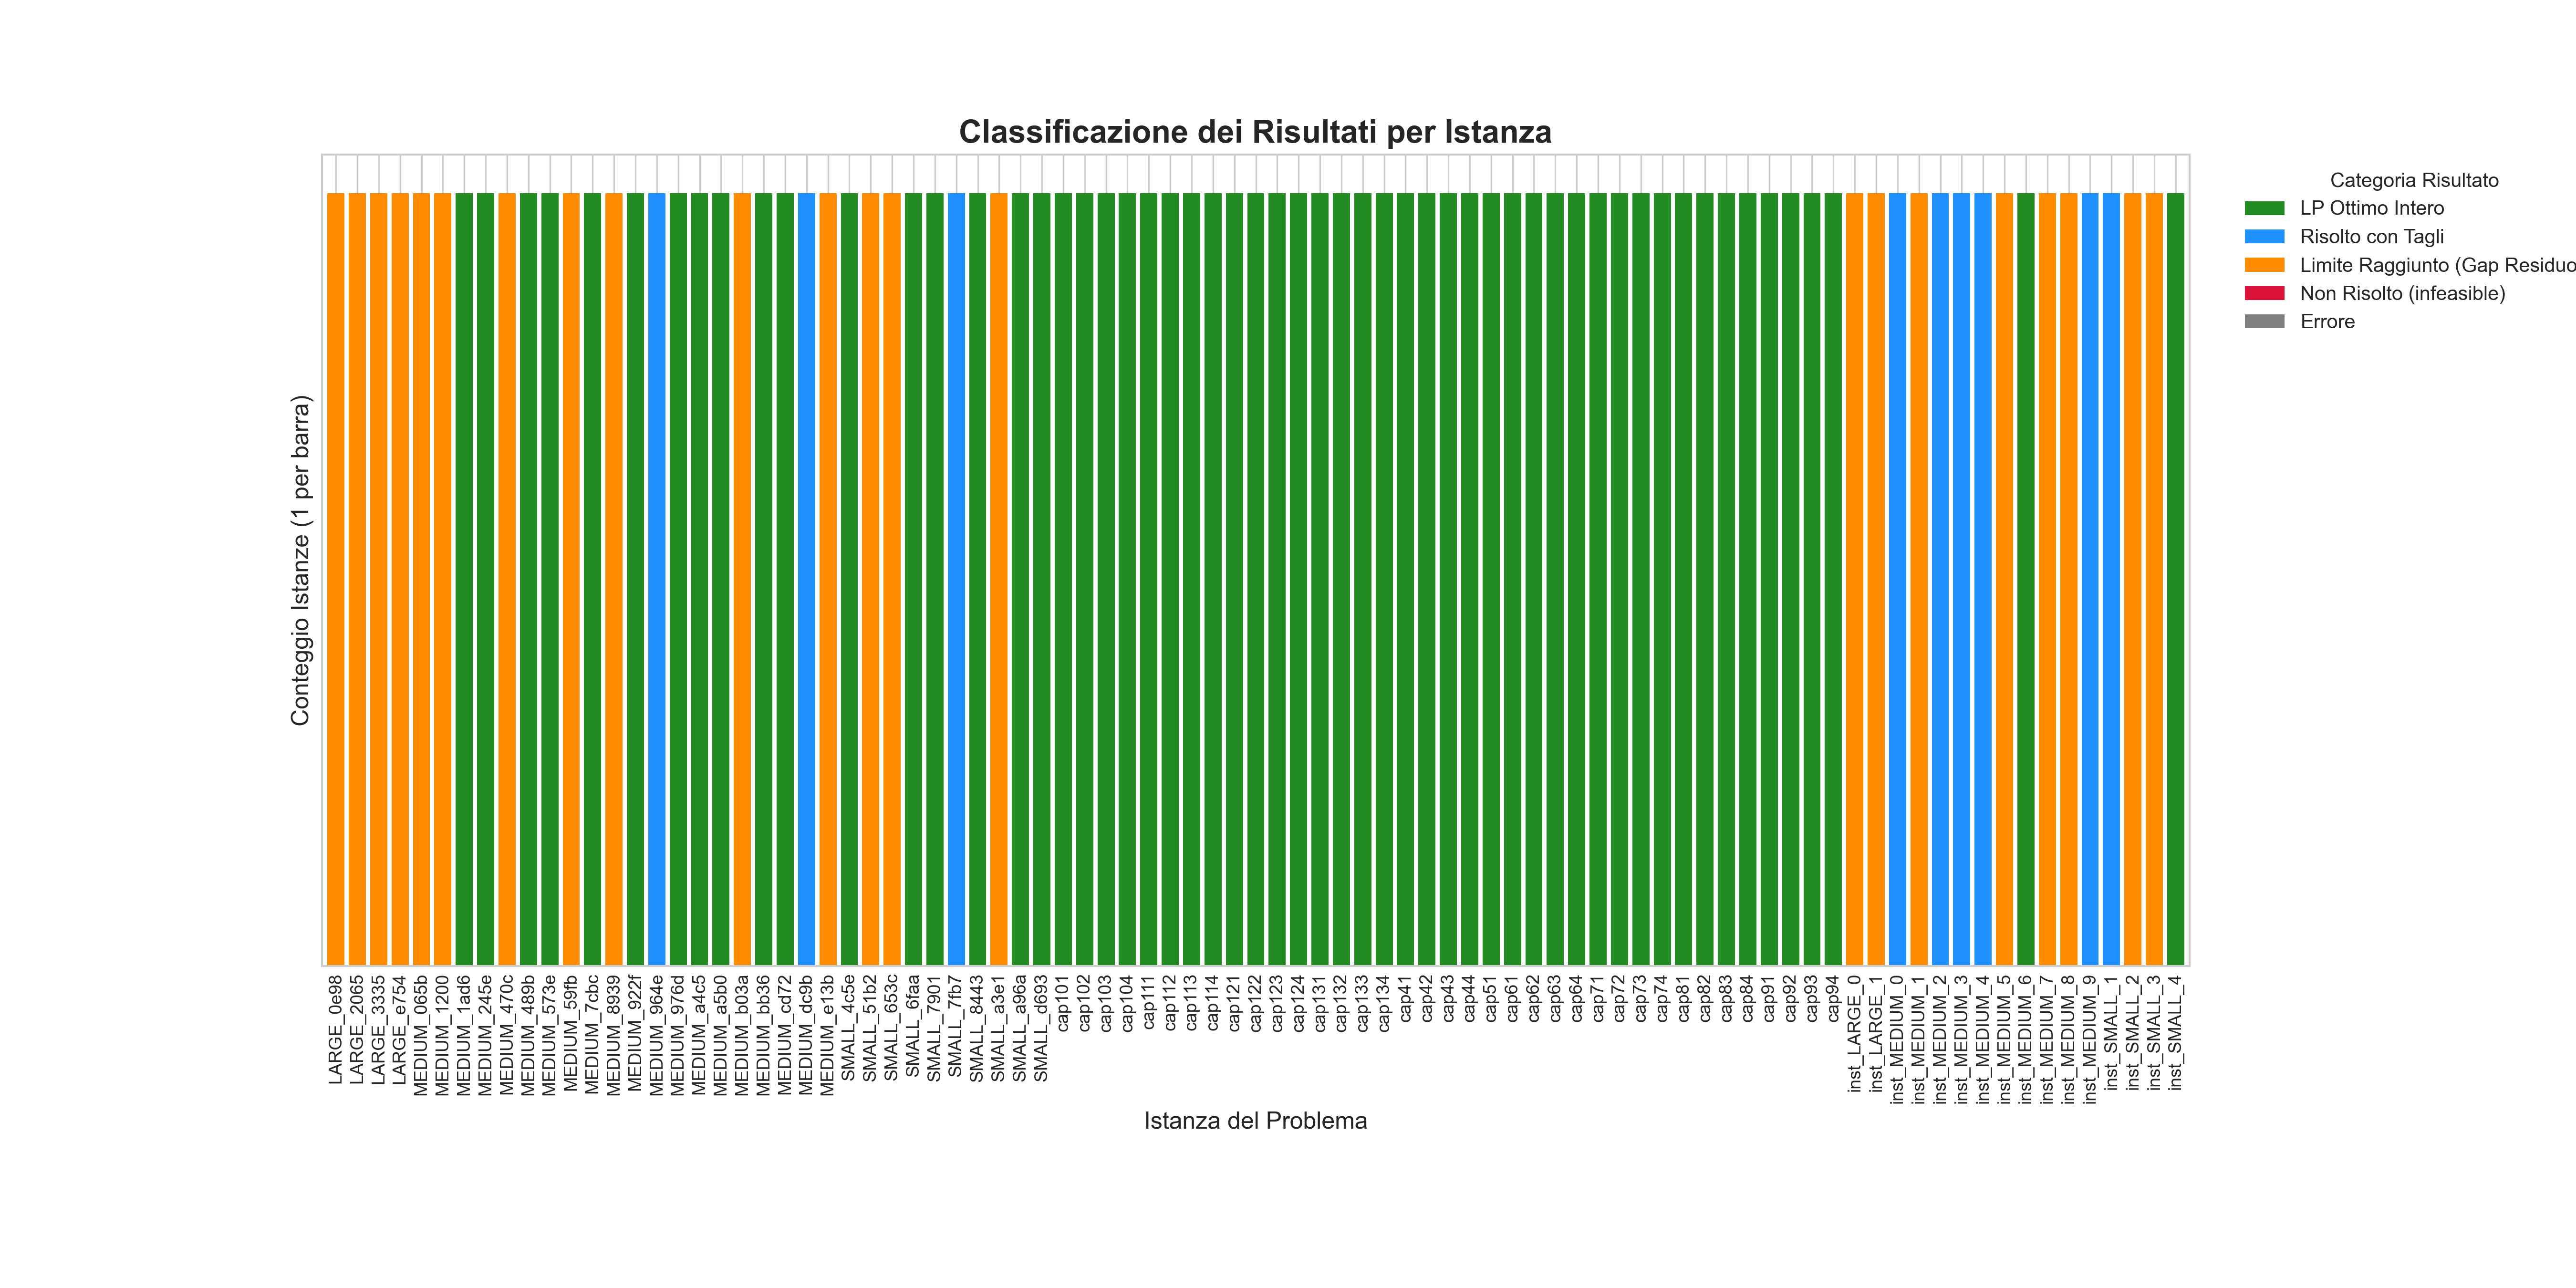 Classificazione dei Risultati per Istanza
Categoria Risultato
LP Ottimo Intero
Risolto con Tagli
Limite Raggiunto (Gap Residuo
Non Risolto (infeasible)
Errore
Conteggio Istanze (1 per barra)
LARGE_0e98
LARGE_2065
LARGE_3335
LARGE_e754
MEDIUM_065b
MEDIUM_1200
MEDIUM_1ad6
MEDIUM_245e
MEDIUM_470c
MEDIUM_489b
MEDIUM_573e
MEDIUM_59fb
MEDIUM_7cbc
MEDIUM_8939
MEDIUM_922f
MEDIUM_964e
MEDIUM_976d
MEDIUM_a4c5
MEDIUM_a5b0
MEDIUM_b03a
MEDIUM_bb36
MEDIUM_cd72
MEDIUM_dc9b
MEDIUM_e13b
SMALL_4c5e
SMALL_51b2
SMALL_653c
SMALL_6faa
SMALL_7901
SMALL_7fb7
SMALL_8443
SMALL_a3e1
SMALL_a96a
SMALL_d693
cap101
cap102
cap103
cap104
cap111
cap112
cap113
cap114
cap121
cap122
cap123
cap124
cap131
cap132
cap133
cap134
cap41
cap42
cap43
cap44
cap51
cap61
cap62
cap63
cap64
cap71
cap72
cap73
cap74
cap81
cap82
cap83
cap84
cap91
cap92
cap93
cap94
inst_LARGE_0
inst_LARGE_1
inst_MEDIUM_0
inst_MEDIUM_1
inst_MEDIUM_2
inst_MEDIUM_3
inst_MEDIUM_4
inst_MEDIUM_5
inst_MEDIUM_6
inst_MEDIUM_7
inst_MEDIUM_8
inst_MEDIUM_9
inst_SMALL_1
inst_SMALL_2
inst_SMALL_3
inst_SMALL_4
Istanza del Problema